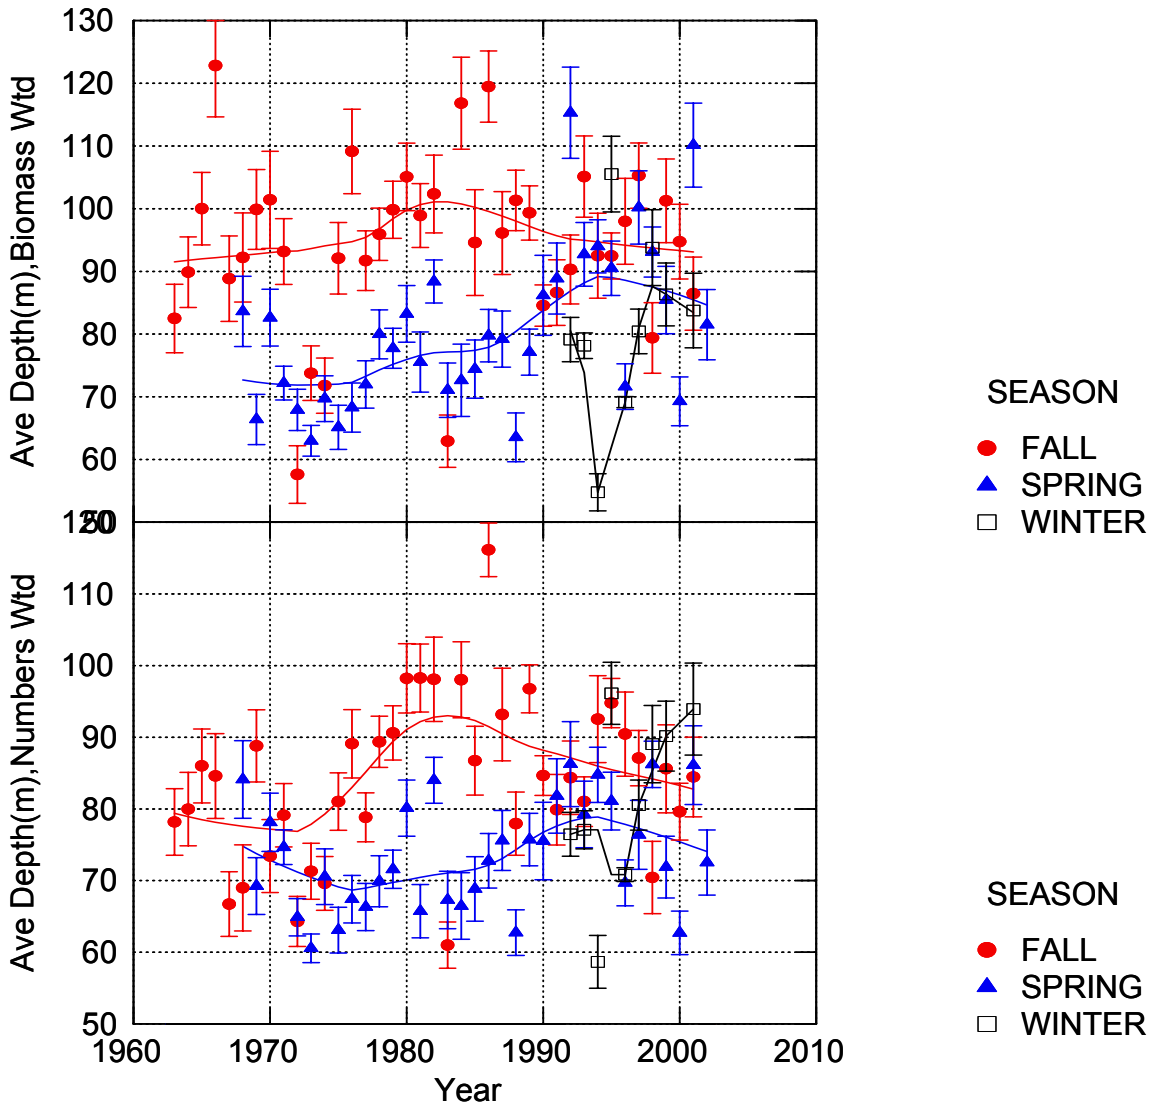 Ave Depth(m),Biomass Wtd
130
120
110
100
90
80
70
60
50
SEASON
FALL
SPRING
WINTER
Ave Depth(m),Numbers Wtd
120
110
100
90
80
70
60
50
1960 1970 1980 1990 2000 2010
Year
SEASON
FALL
SPRING
WINTER